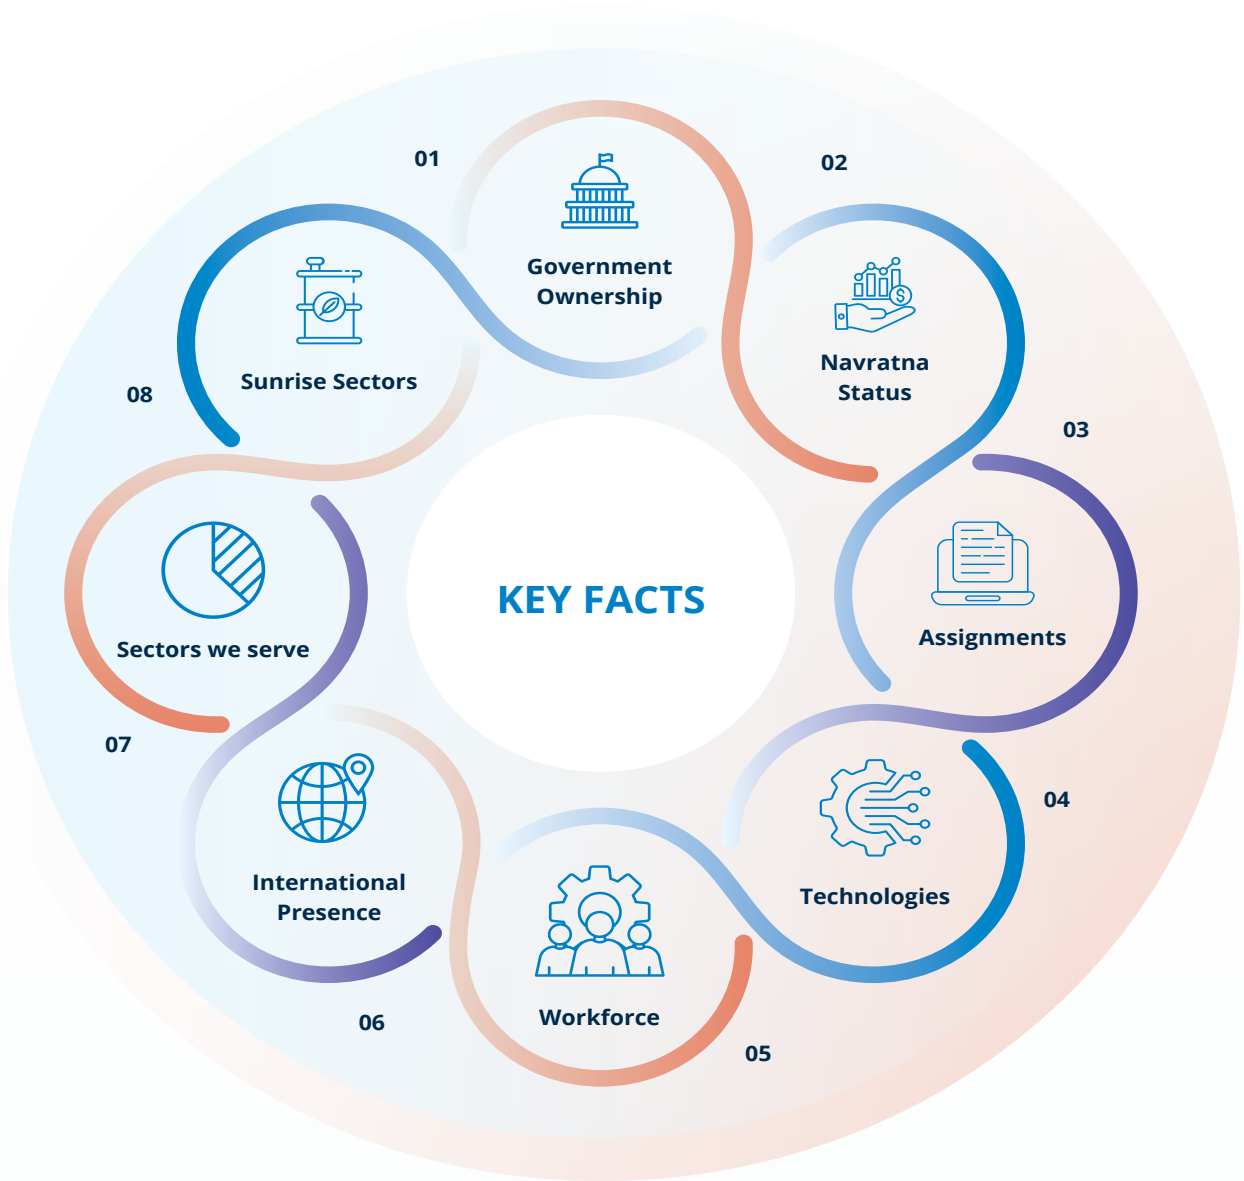 KEY FACTS
01
Government
Ownership
02
Navratna
Status
03
Assignments
04
Technologies
05
Workforce
06
International
Presence
07
Sectors we serve
08
Sunrise Sectors
$